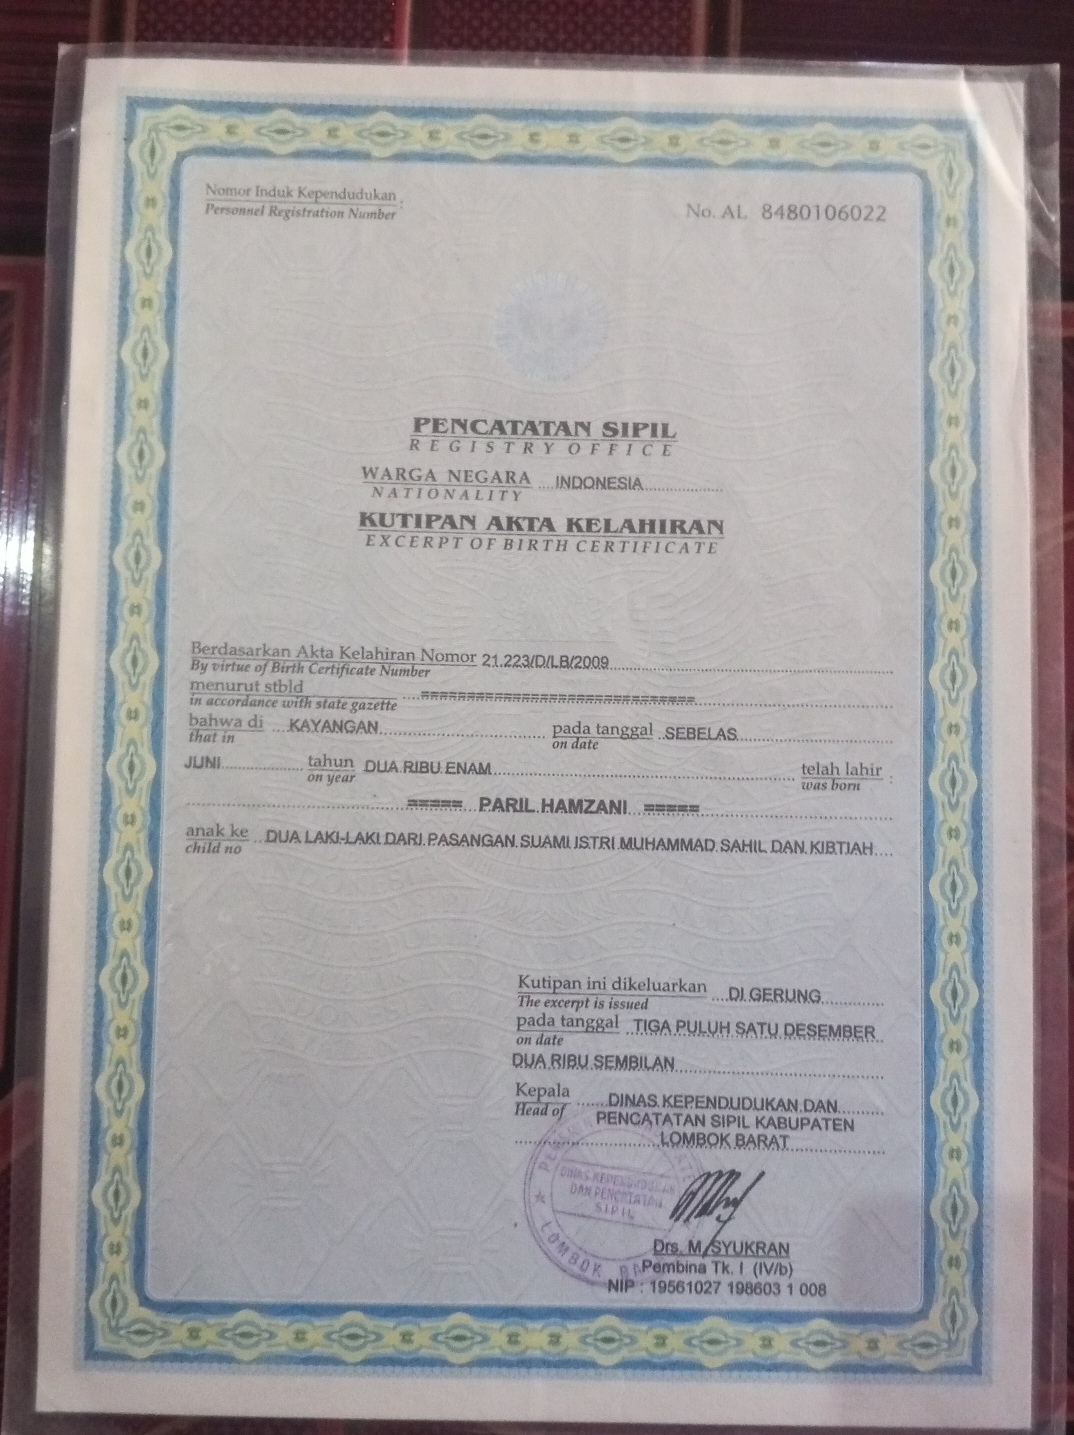 Nomor Induk Kependudukan :
Personnel Registration Number
No. AL 8480106022
PENCATATAN SIPIL
REGISTRY OFFICE
WARGA NEGARA INDONESIA
NATIONALITY
KUTIPAN AKTA KELAHIRAN
EXCERPT OF BIRTH CERTIFICATE
Berdasarkan Akta Kelahiran Nomor 21.223/D/LB/2009
By virtue of Birth Certificate Number
menurut stbld ==============================
in accordance with state gazette
bahwa di KAYANGAN pada tanggal SEBELAS
that in on date
JUNI tahun DUA RIBU ENAM telah lahir :
on year was born
===== PARIL HAMZANI =====
anak ke DUA LAKI-LAKI DARI PASANGAN SUAMI ISTRI MUHAMMAD SAHIL DAN KIBTIAH
child no
Kutipan ini dikeluarkan DI GERUNG
The excerpt is issued
pada tanggal TIGA PULUH SATU DESEMBER
on date
DUA RIBU SEMBILAN
Kepala DINAS KEPENDUDUKAN DAN
Head of PENCATATAN SIPIL KABUPATEN
LOMBOK BARAT
DINAS KEPENDUDUKAN
DAN PENCATATAN
SIPIL
LOMBOK
Drs. M. SYUKRAN
Pembina Tk. I (IV/b)
NIP : 19561027 198603 1 008